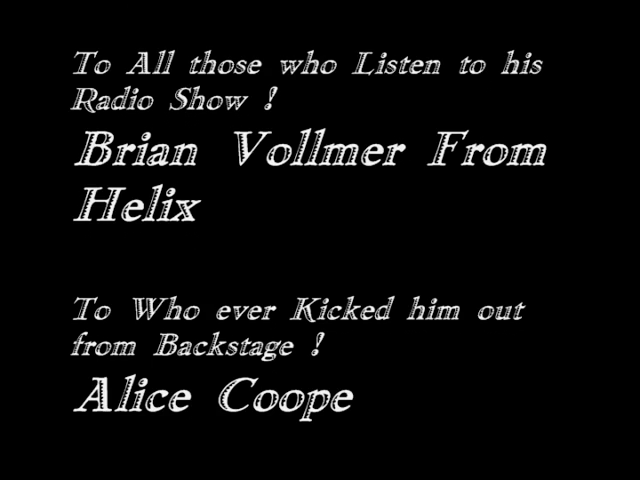 To All those who Listen to his
Radio Show !
Brian Vollmer From
Helix
To Who ever Kicked him out
from Backstage !
Alice Coope